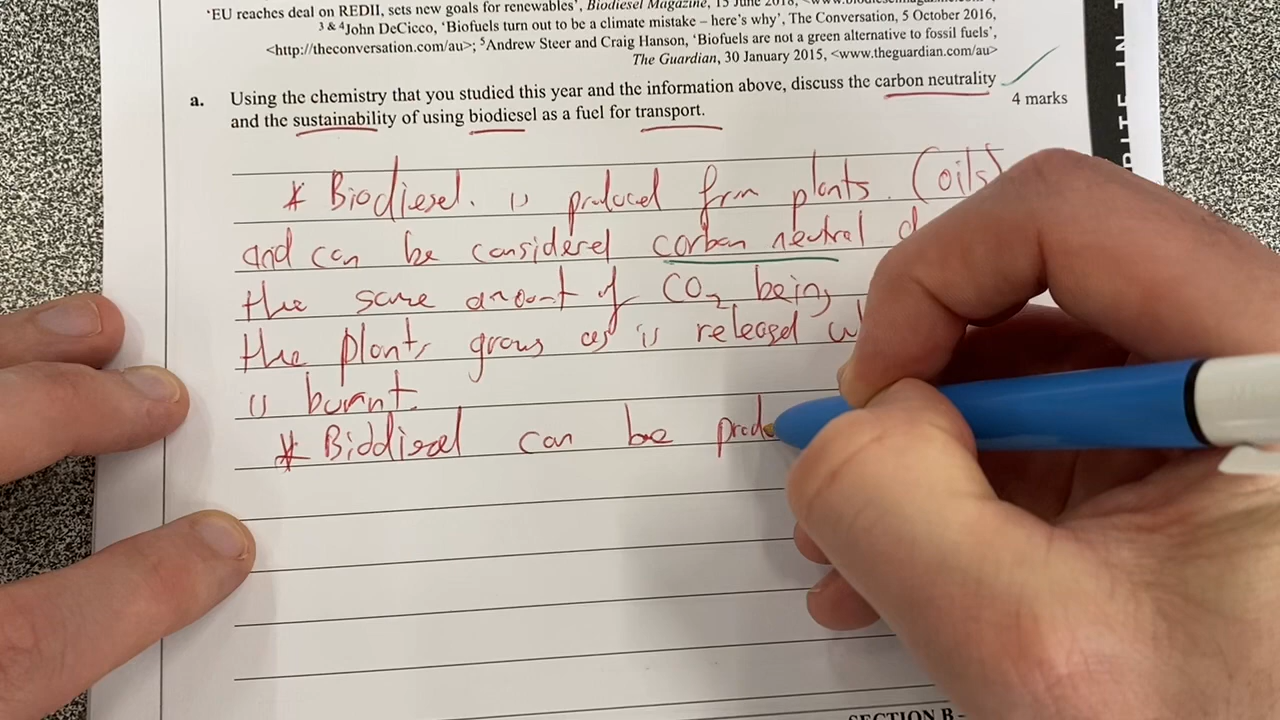 'EU reaches deal on REDII, sets new goals for renewables', Biodiesel Magazine, 15 June 2018,
3 & 4John DeCicco, 'Biofuels turn out to be a climate mistake – here's why', The Conversation, 5 October 2016,
<http://theconversation.com/au>; 5Andrew Steer and Craig Hanson, 'Biofuels are not a green alternative to fossil fuels',
The Guardian, 30 January 2015, <www.theguardian.com/au>
a. Using the chemistry that you studied this year and the information above, discuss the carbon neutrality
and the sustainability of using biodiesel as a fuel for transport.
4 marks
* Biodiesel. is produced from plants. (oils)
and can be considered carbon neutral d
the same amount of CO2 being
the plants grows as is released w
is burnt.
* Biodiesel can be prod
SECTION B –